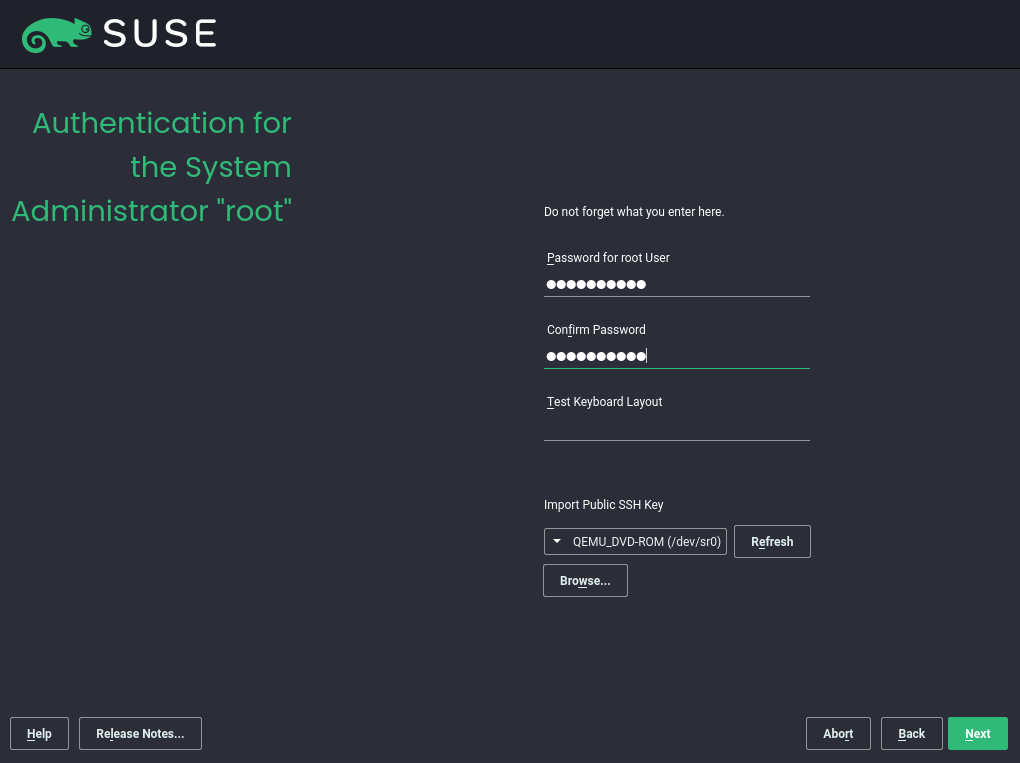 SUSE
Authentication for
the System
Administrator "root"
Do not forget what you enter here.
Password for root User
●●●●●●●●●●
Confirm Password
●●●●●●●●●●
Test Keyboard Layout
Import Public SSH Key
QEMU_DVD-ROM (/dev/sr0) Refresh
Browse...
Help Release Notes... Abort Back Next